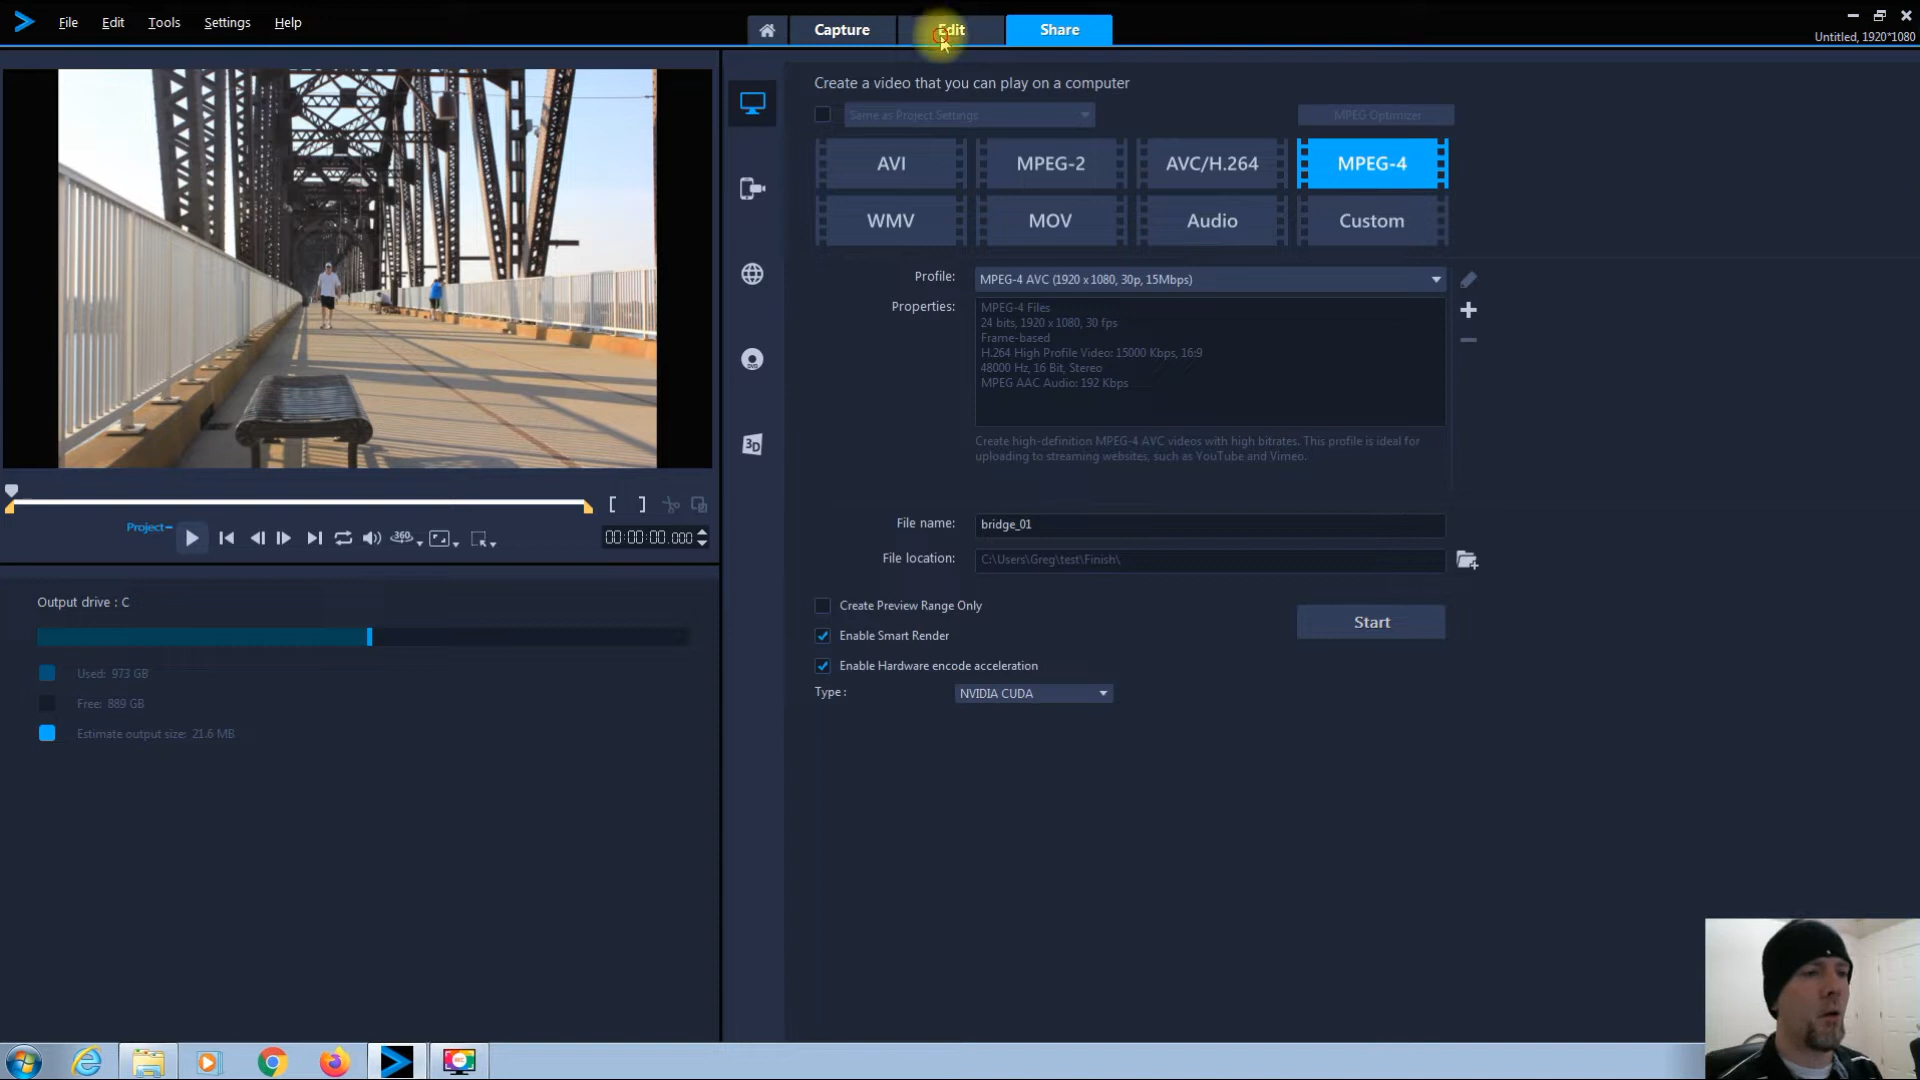 File Edit Tools Settings Help
Capture Edit Share
Untitled, 1920*1080
Create a video that you can play on a computer
Same as Project Settings
MPEG Optimizer
AVI MPEG-2 AVC/H.264 MPEG-4
WMV MOV Audio Custom
Profile: MPEG-4 AVC (1920 x 1080, 30p, 15Mbps)
Properties: MPEG-4 Files
24 bits, 1920 x 1080, 30 fps
Frame-based
H.264 High Profile Video: 15000 Kbps, 16:9
48000 Hz, 16 Bit, Stereo
MPEG AAC Audio: 192 Kbps
Create high-definition MPEG-4 AVC videos with high bitrates. This profile is ideal for
uploading to streaming websites, such as YouTube and Vimeo.
3D
DVD
Project
360
00:00:00.000
File name: bridge_01
File location: C:\Users\Greg\test\Finish\
Create Preview Range Only
Start
Enable Smart Render
Enable Hardware encode acceleration
Type: NVIDIA CUDA
Output drive : C
Used: 973 GB
Free: 889 GB
Estimate output size: 21.6 MB